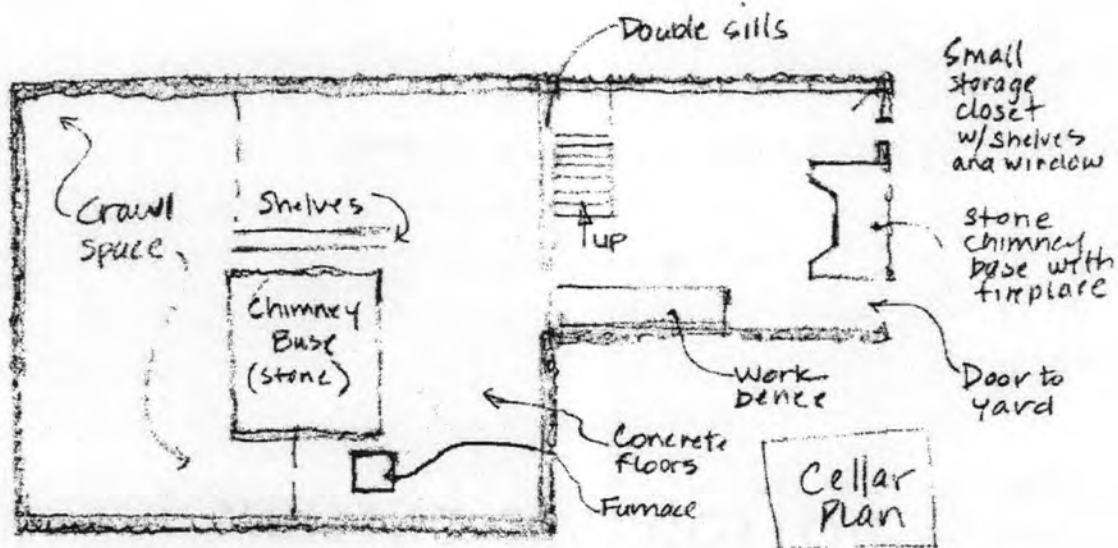 Double sills
Small
storage
closet
w/shelves
and window
Crawl
space
Shelves
up
stone
chimney
base with
fireplace
Chimney
Base
(stone)
Work
bence
Door to
yard
Concrete
floors
Furnace
Cellar
Plan